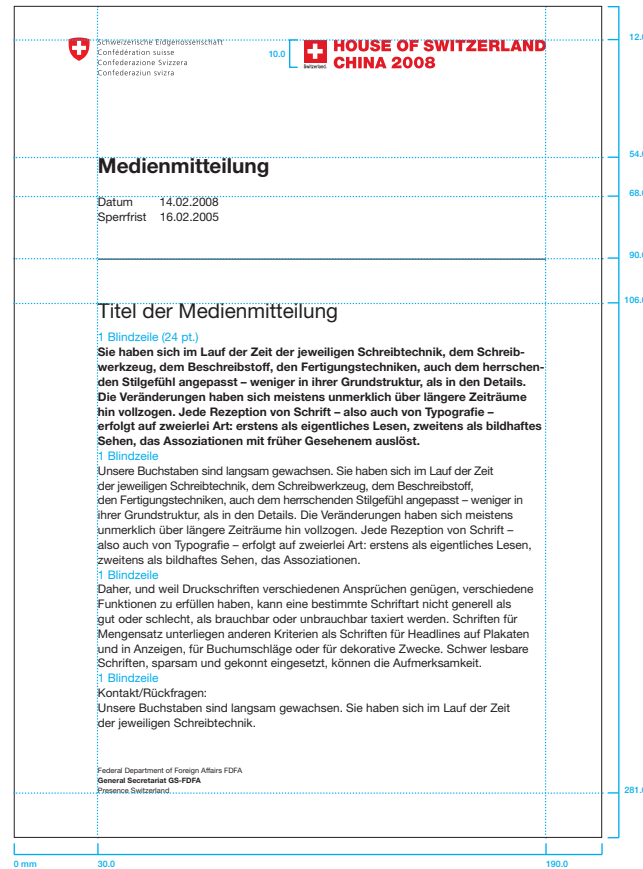 Schweizerische Eidgenossenschaft
Confédération suisse
Confederazione Svizzera
Confederaziun svizra
10.0
Switzerland.
HOUSE OF SWITZERLAND
CHINA 2008
12.0
54.0
Medienmitteilung
68.0
Datum 14.02.2008
Sperrfrist 16.02.2005
90.0
106.0
Titel der Medienmitteilung
1 Blindzeile (24 pt.)
Sie haben sich im Lauf der Zeit der jeweiligen Schreibtechnik, dem Schreib-
werkzeug, dem Beschreibstoff, den Fertigungstechniken, auch dem herrschen-
den Stilgefühl angepasst – weniger in ihrer Grundstruktur, als in den Details.
Die Veränderungen haben sich meistens unmerklich über längere Zeiträume
hin vollzogen. Jede Rezeption von Schrift – also auch von Typografie –
erfolgt auf zweierlei Art: erstens als eigentliches Lesen, zweitens als bildhaftes
Sehen, das Assoziationen mit früher Gesehenem auslöst.
1 Blindzeile
Unsere Buchstaben sind langsam gewachsen. Sie haben sich im Lauf der Zeit
der jeweiligen Schreibtechnik, dem Schreibwerkzeug, dem Beschreibstoff,
den Fertigungstechniken, auch dem herrschenden Stilgefühl angepasst – weniger in
ihrer Grundstruktur, als in den Details. Die Veränderungen haben sich meistens
unmerklich über längere Zeiträume hin vollzogen. Jede Rezeption von Schrift –
also auch von Typografie – erfolgt auf zweierlei Art: erstens als eigentliches Lesen,
zweitens als bildhaftes Sehen, das Assoziationen.
1 Blindzeile
Daher, und weil Druckschriften verschiedenen Ansprüchen genügen, verschiedene
Funktionen zu erfüllen haben, kann eine bestimmte Schriftart nicht generell als
gut oder schlecht, als brauchbar oder unbrauchbar taxiert werden. Schriften für
Mengensatz unterliegen anderen Kriterien als Schriften für Headlines auf Plakaten
und in Anzeigen, für Buchumschläge oder für dekorative Zwecke. Schwer lesbare
Schriften, sparsam und gekonnt eingesetzt, können die Aufmerksamkeit.
1 Blindzeile
Kontakt/Rückfragen:
Unsere Buchstaben sind langsam gewachsen. Sie haben sich im Lauf der Zeit
der jeweiligen Schreibtechnik.
Federal Department of Foreign Affairs FDFA
General Secretariat GS-FDFA
Presence Switzerland
281.0
0 mm 30.0 190.0